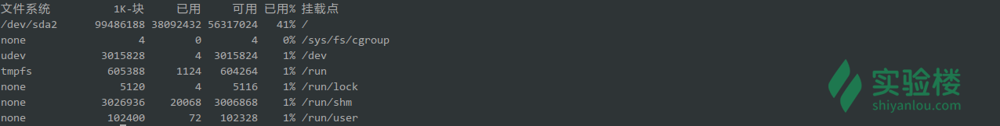 文件系统 1K-块 已用 可用 已用% 挂载点
/dev/sda2 99486188 38092432 56317024 41% /
none 4 0 4 0% /sys/fs/cgroup
udev 3015828 4 3015824 1% /dev
tmpfs 605388 1124 604264 1% /run
none 5120 4 5116 1% /run/lock
none 3026936 20068 3006868 1% /run/shm
none 102400 72 102328 1% /run/user
实验楼
shiyanlou.com